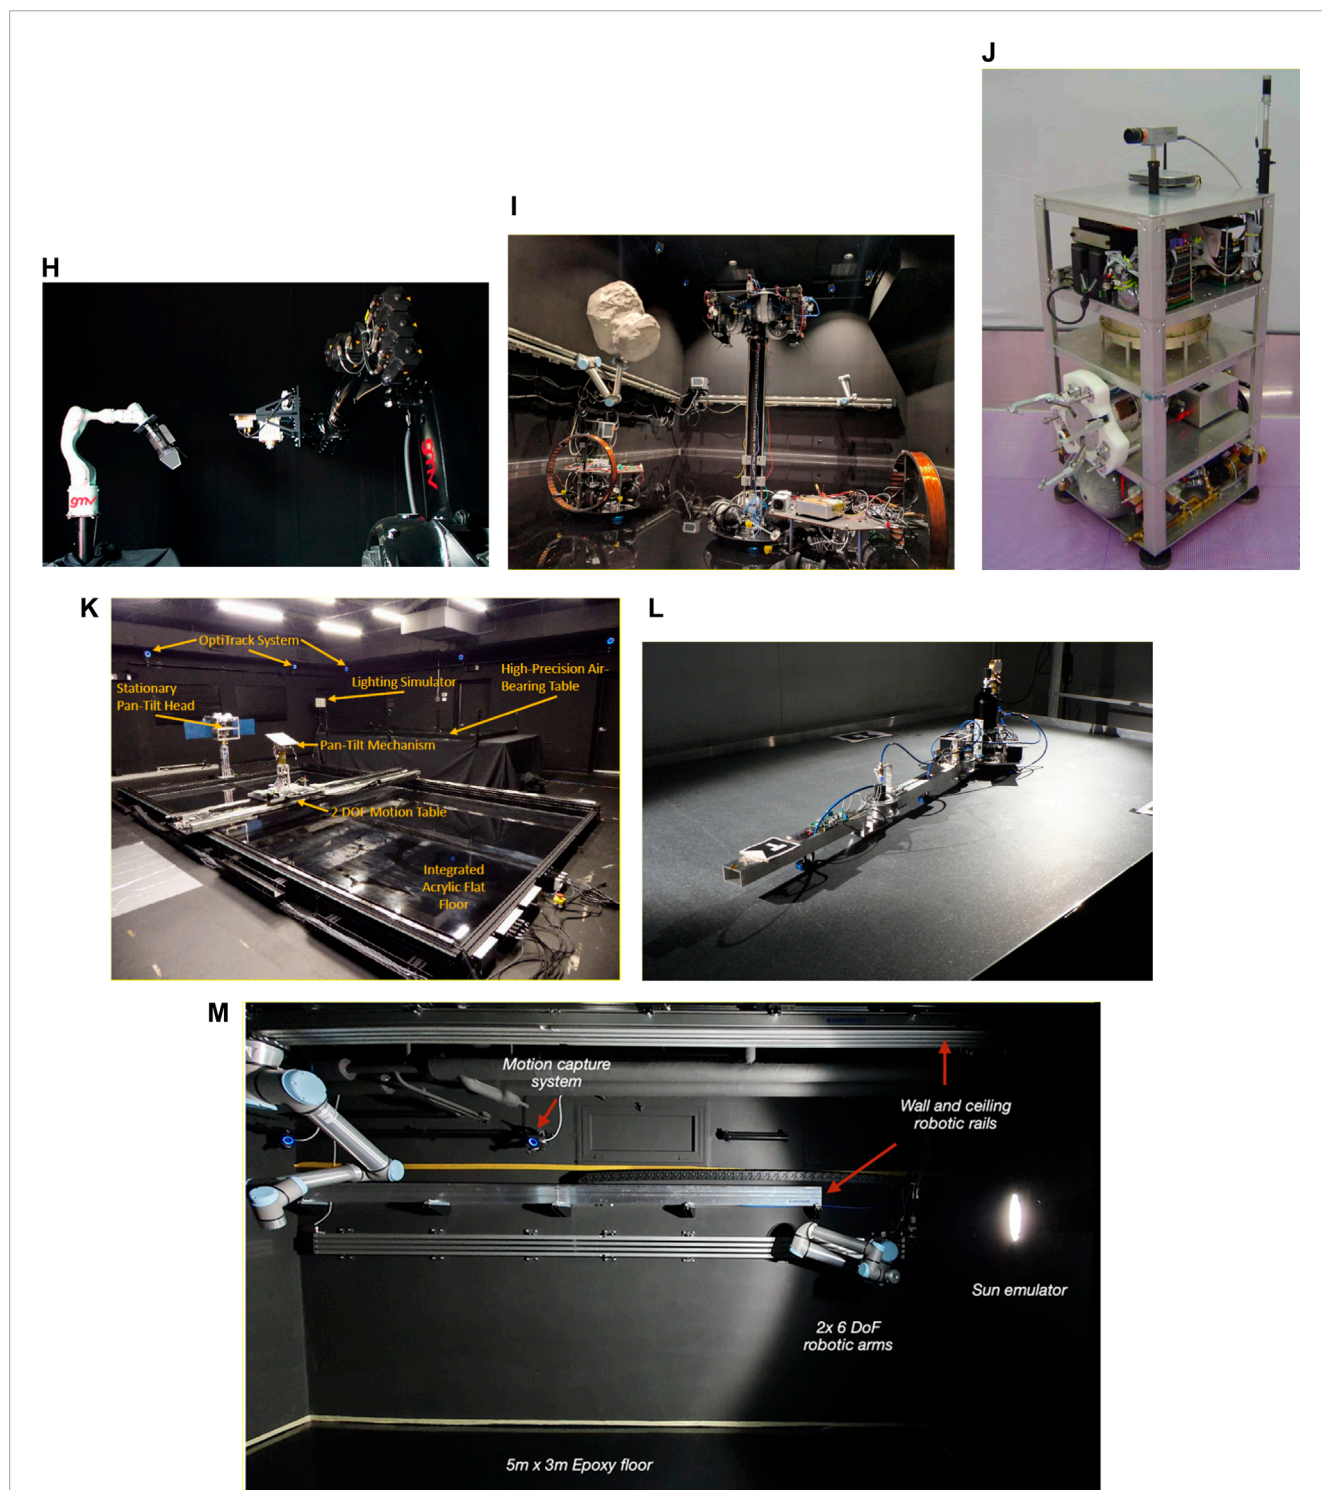 J
I
H
gmv
gmv
K
OptiTrack System
High-Precision Air-
Bearing Table
Lighting Simulator
Stationary
Pan-Tilt Head
Pan-Tilt Mechanism
2 DOF Motion Table
Integrated
Acrylic Flat
Floor
L
M
Motion capture
system
Wall and ceiling
robotic rails
Sun emulator
2x 6 DoF
robotic arms
5m x 3m Epoxy floor